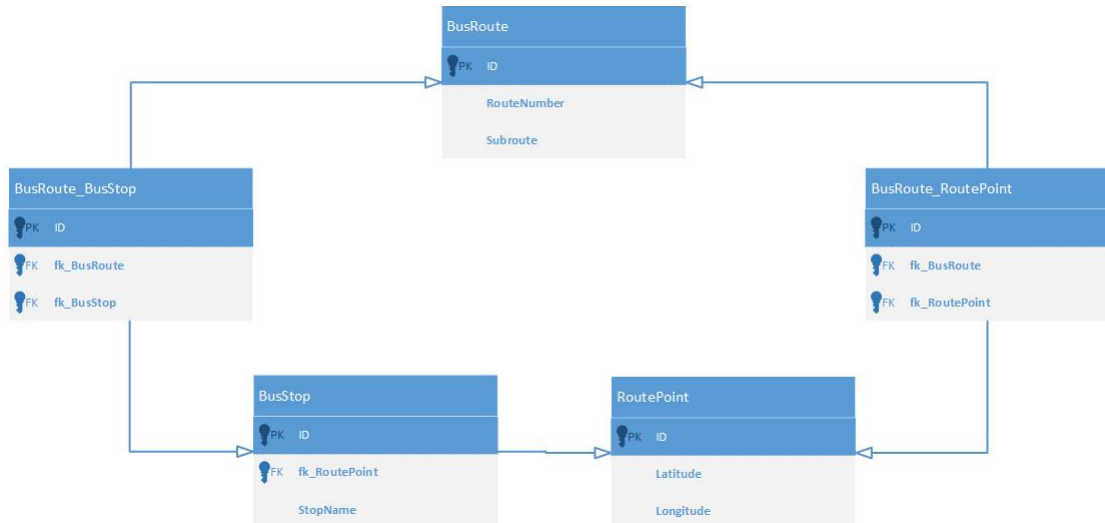 BusRoute
PK ID
RouteNumber
Subroute
BusRoute_BusStop
PK ID
FK fk_BusRoute
FK fk_BusStop
BusRoute_RoutePoint
PK ID
FK fk_BusRoute
FK fk_RoutePoint
BusStop
PK ID
FK fk_RoutePoint
StopName
RoutePoint
PK ID
Latitude
Longitude